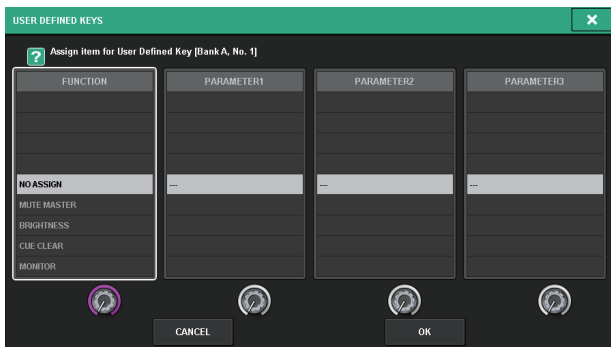 USER DEFINED KEYS
×
? Assign item for User Defined Key [Bank A, No. 1]
FUNCTION PARAMETER1 PARAMETER2 PARAMETER3
NO ASSIGN --- --- ---
MUTE MASTER
BRIGHTNESS
CUE CLEAR
MONITOR
CANCEL OK